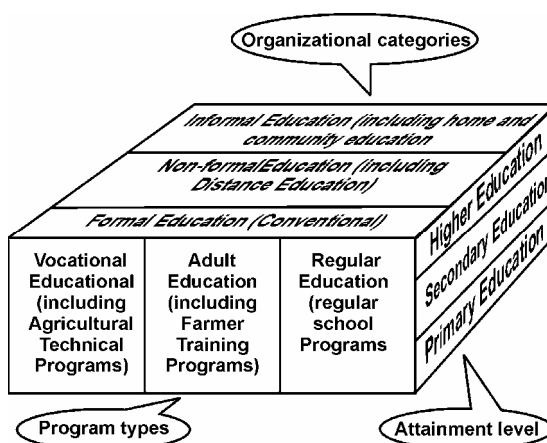 Organizational categories
Informal Education (including home and
community education
Non-formalEducation (including
Distance Education)
Formal Education (Conventional)
Higher Education
Secondary Education
Primary Education
Vocational
Educational
(including
Agricultural
Technical
Programs)
Adult
Education
(including
Farmer
Training
Programs)
Regular
Education
(regular
school
Programs
Program types
Attainment level